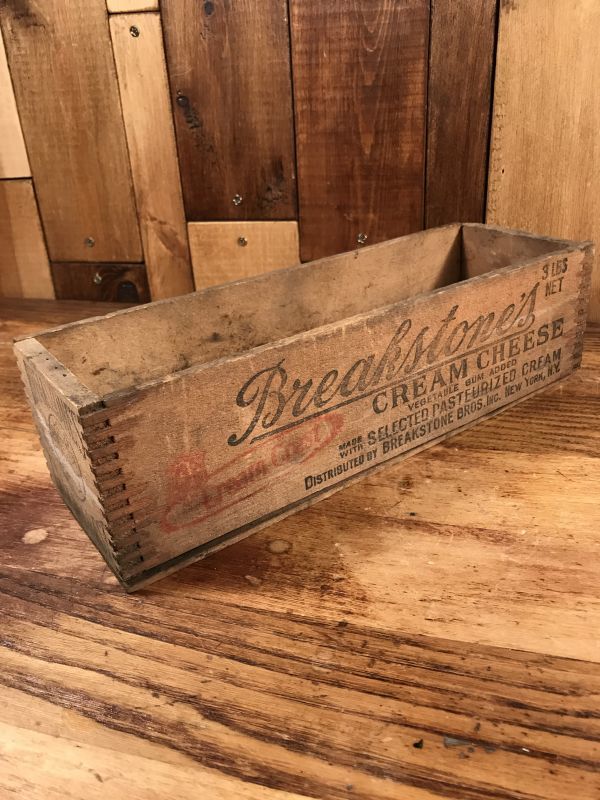 3 LBS
NET
Breakstone's
CREAM CHEESE
VEGETABLE GUM ADDED
MADE
WITH SELECTED PASTEURIZED CREAM
DISTRIBUTED BY BREAKSTONE BROS. INC. NEW YORK, N.Y.